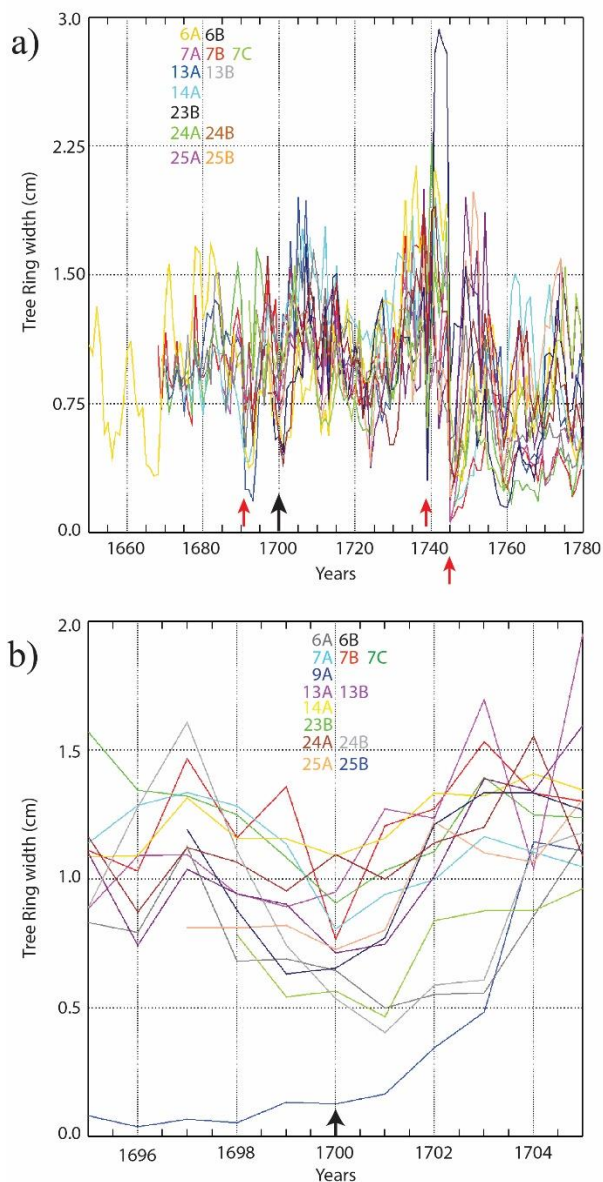 a)
3.0
2.25
1.50
0.75
0.0
Tree Ring width (cm)
6A 6B
7A 7B 7C
13A 13B
14A
23B
24A 24B
25A 25B
1660 1680 1700 1720 1740 1760 1780
Years
b)
2.0
1.5
1.0
0.5
0.0
Tree Ring width (cm)
6A 6B
7A 7B 7C
9A
13A 13B
14A
23B
24A 24B
25A 25B
1696 1698 1700 1702 1704
Years